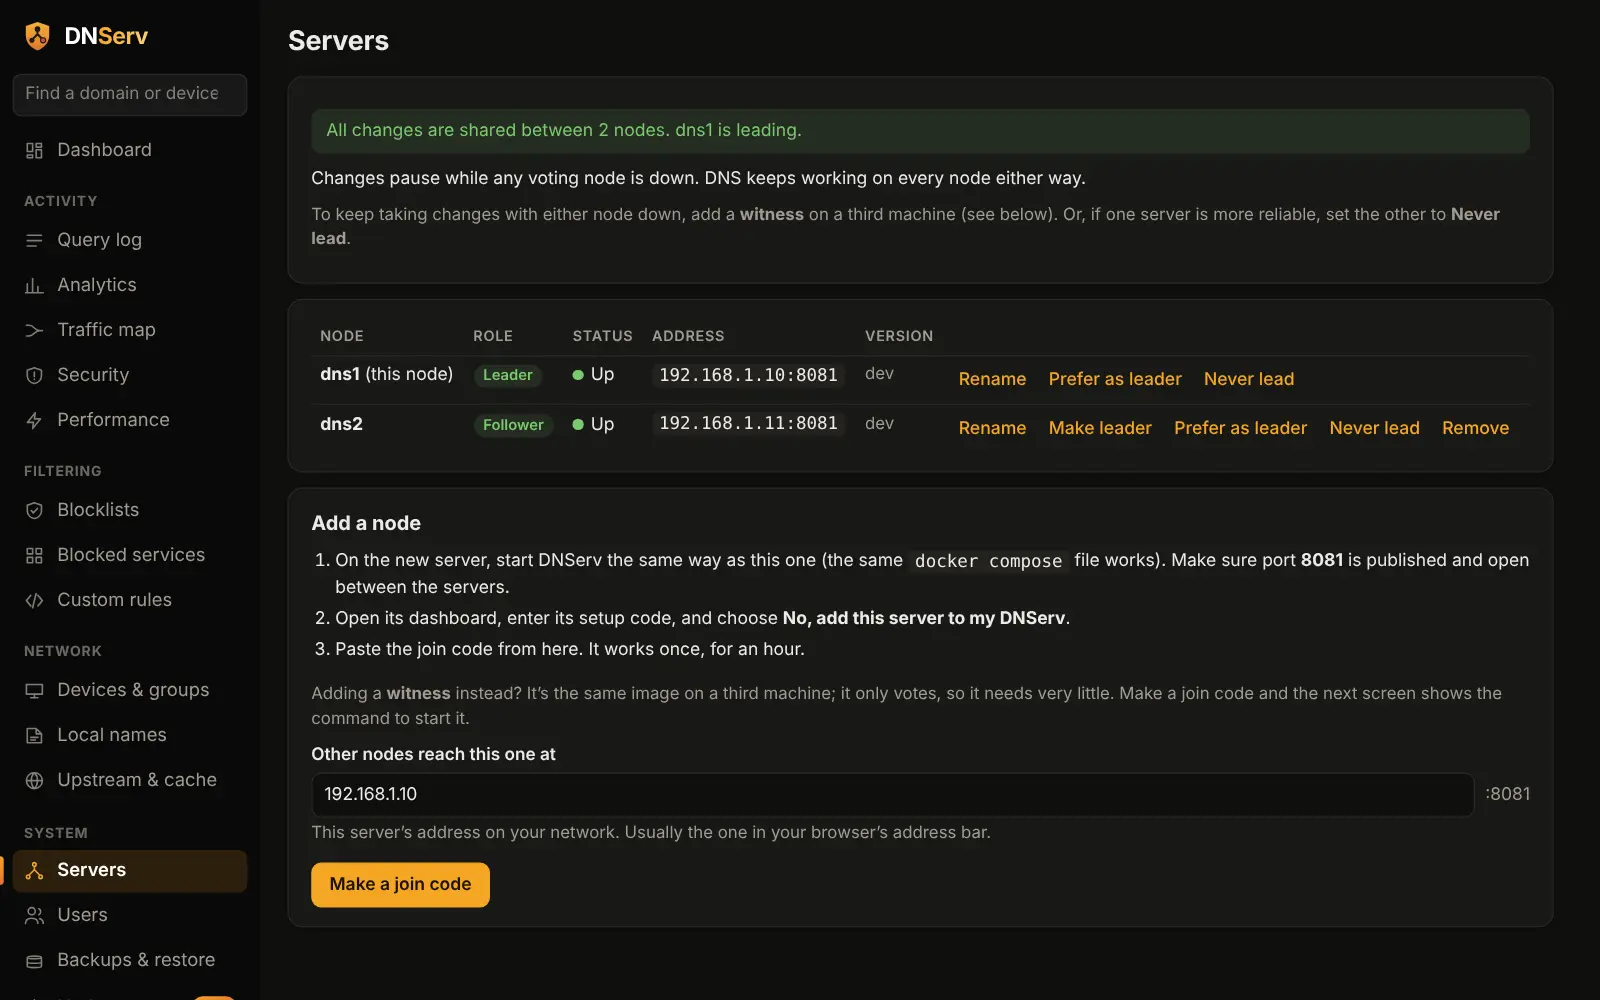 DNServ
Find a domain or device
Dashboard
ACTIVITY
Query log
Analytics
Traffic map
Security
Performance
FILTERING
Blocklists
Blocked services
Custom rules
NETWORK
Devices & groups
Local names
Upstream & cache
SYSTEM
Servers
Users
Backups & restore
Servers
All changes are shared between 2 nodes. dns1 is leading.
Changes pause while any voting node is down. DNS keeps working on every node either way.
To keep taking changes with either node down, add a witness on a third machine (see below). Or, if one server is more reliable, set the other to Never
lead.
NODE ROLE STATUS ADDRESS VERSION
dns1 (this node) Leader Up 192.168.1.10:8081 dev Rename Prefer as leader Never lead
dns2 Follower Up 192.168.1.11:8081 dev Rename Make leader Prefer as leader Never lead Remove
Add a node
1. On the new server, start DNServ the same way as this one (the same docker compose file works). Make sure port 8081 is published and open
between the servers.
2. Open its dashboard, enter its setup code, and choose No, add this server to my DNServ.
3. Paste the join code from here. It works once, for an hour.
Adding a witness instead? It’s the same image on a third machine; it only votes, so it needs very little. Make a join code and the next screen shows the
command to start it.
Other nodes reach this one at
192.168.1.10 :8081
This server’s address on your network. Usually the one in your browser’s address bar.
Make a join code